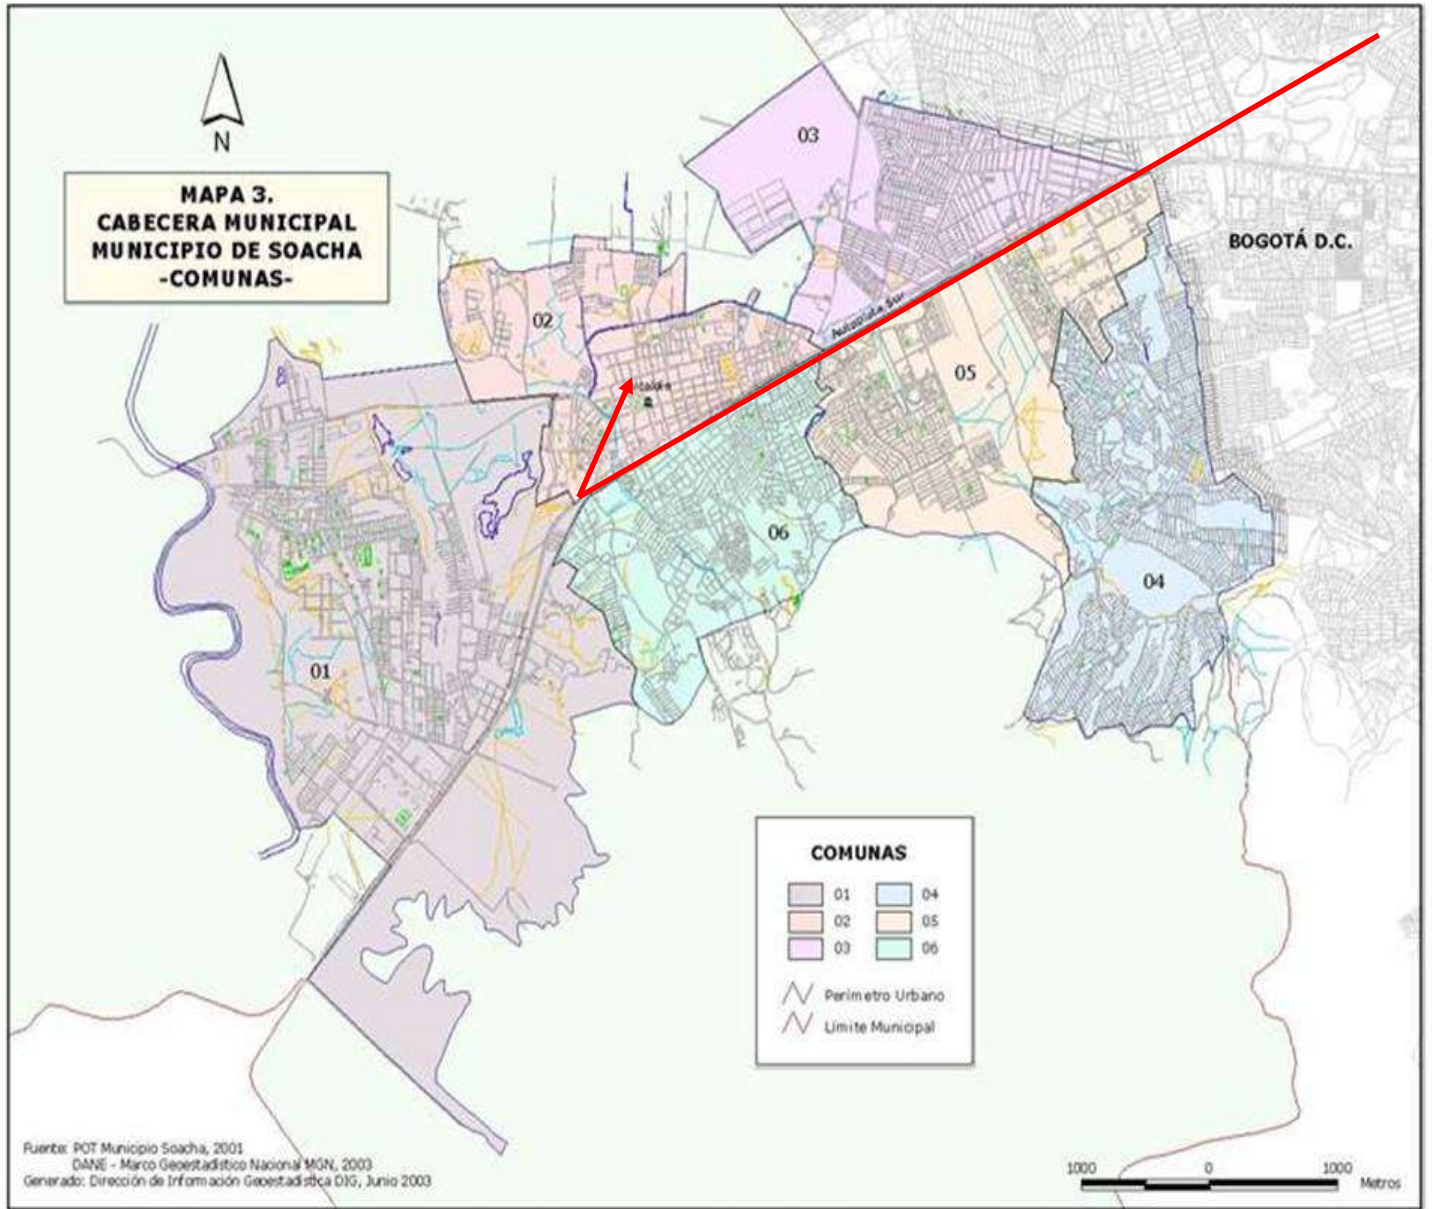 N
MAPA 3.
CABECERA MUNICIPAL
MUNICIPIO DE SOACHA
-COMUNAS-
03
BOGOTÁ D.C.
Autopista Sur
02
05
06
04
01
COMUNAS
01 04
02 05
03 06
Perimetro Urbano
Límite Municipal
Fuente: POT Municipio Soacha, 2001
DANE - Marco Geoestadístico Nacional MGN, 2003
Generado: Dirección de Información Geoestadística DIG, Junio 2003
1000 0 1000
Metros